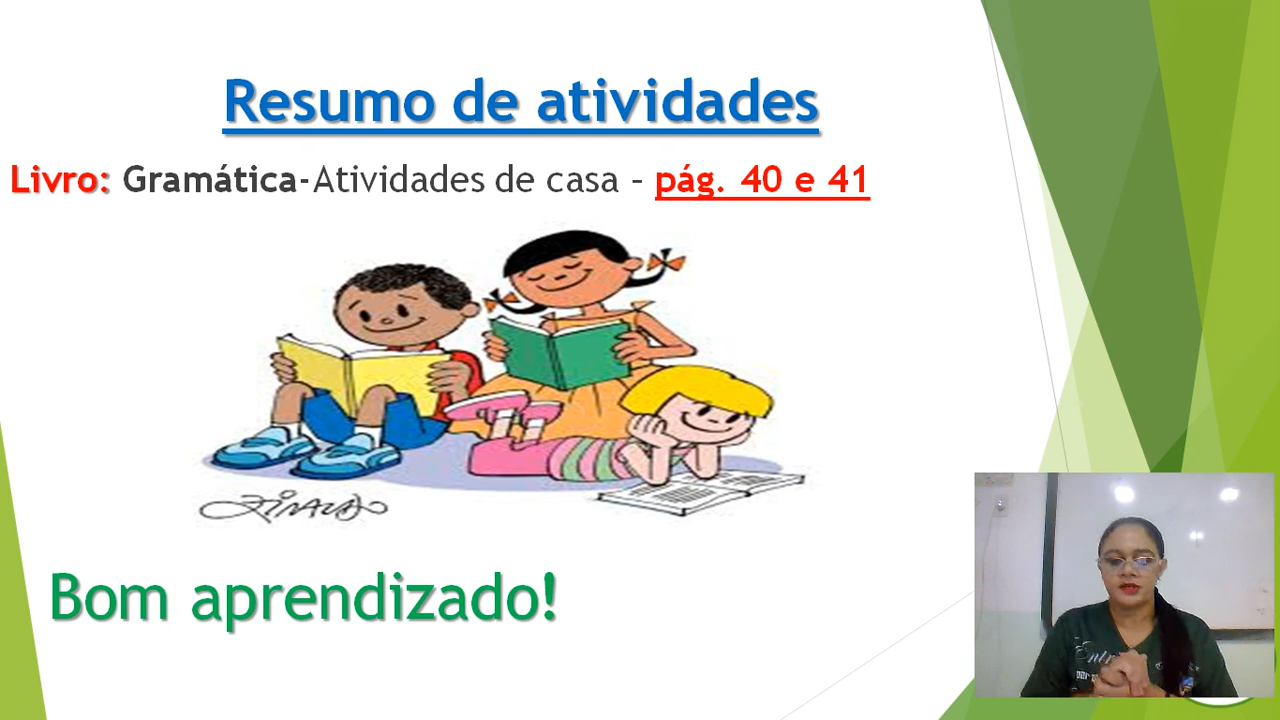 Resumo de atividades
Livro: Gramática-Atividades de casa – pág. 40 e 41
Bom aprendizado!